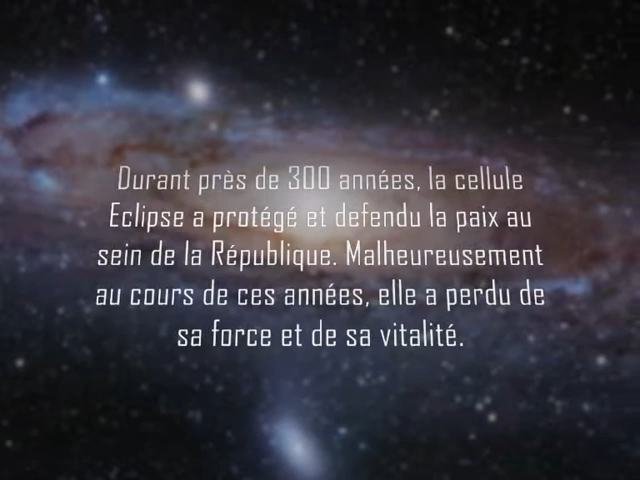 Durant près de 300 années, la cellule
Eclipse a protégé et defendu la paix au
sein de la République. Malheureusement
au cours de ces années, elle a perdu de
sa force et de sa vitalité.